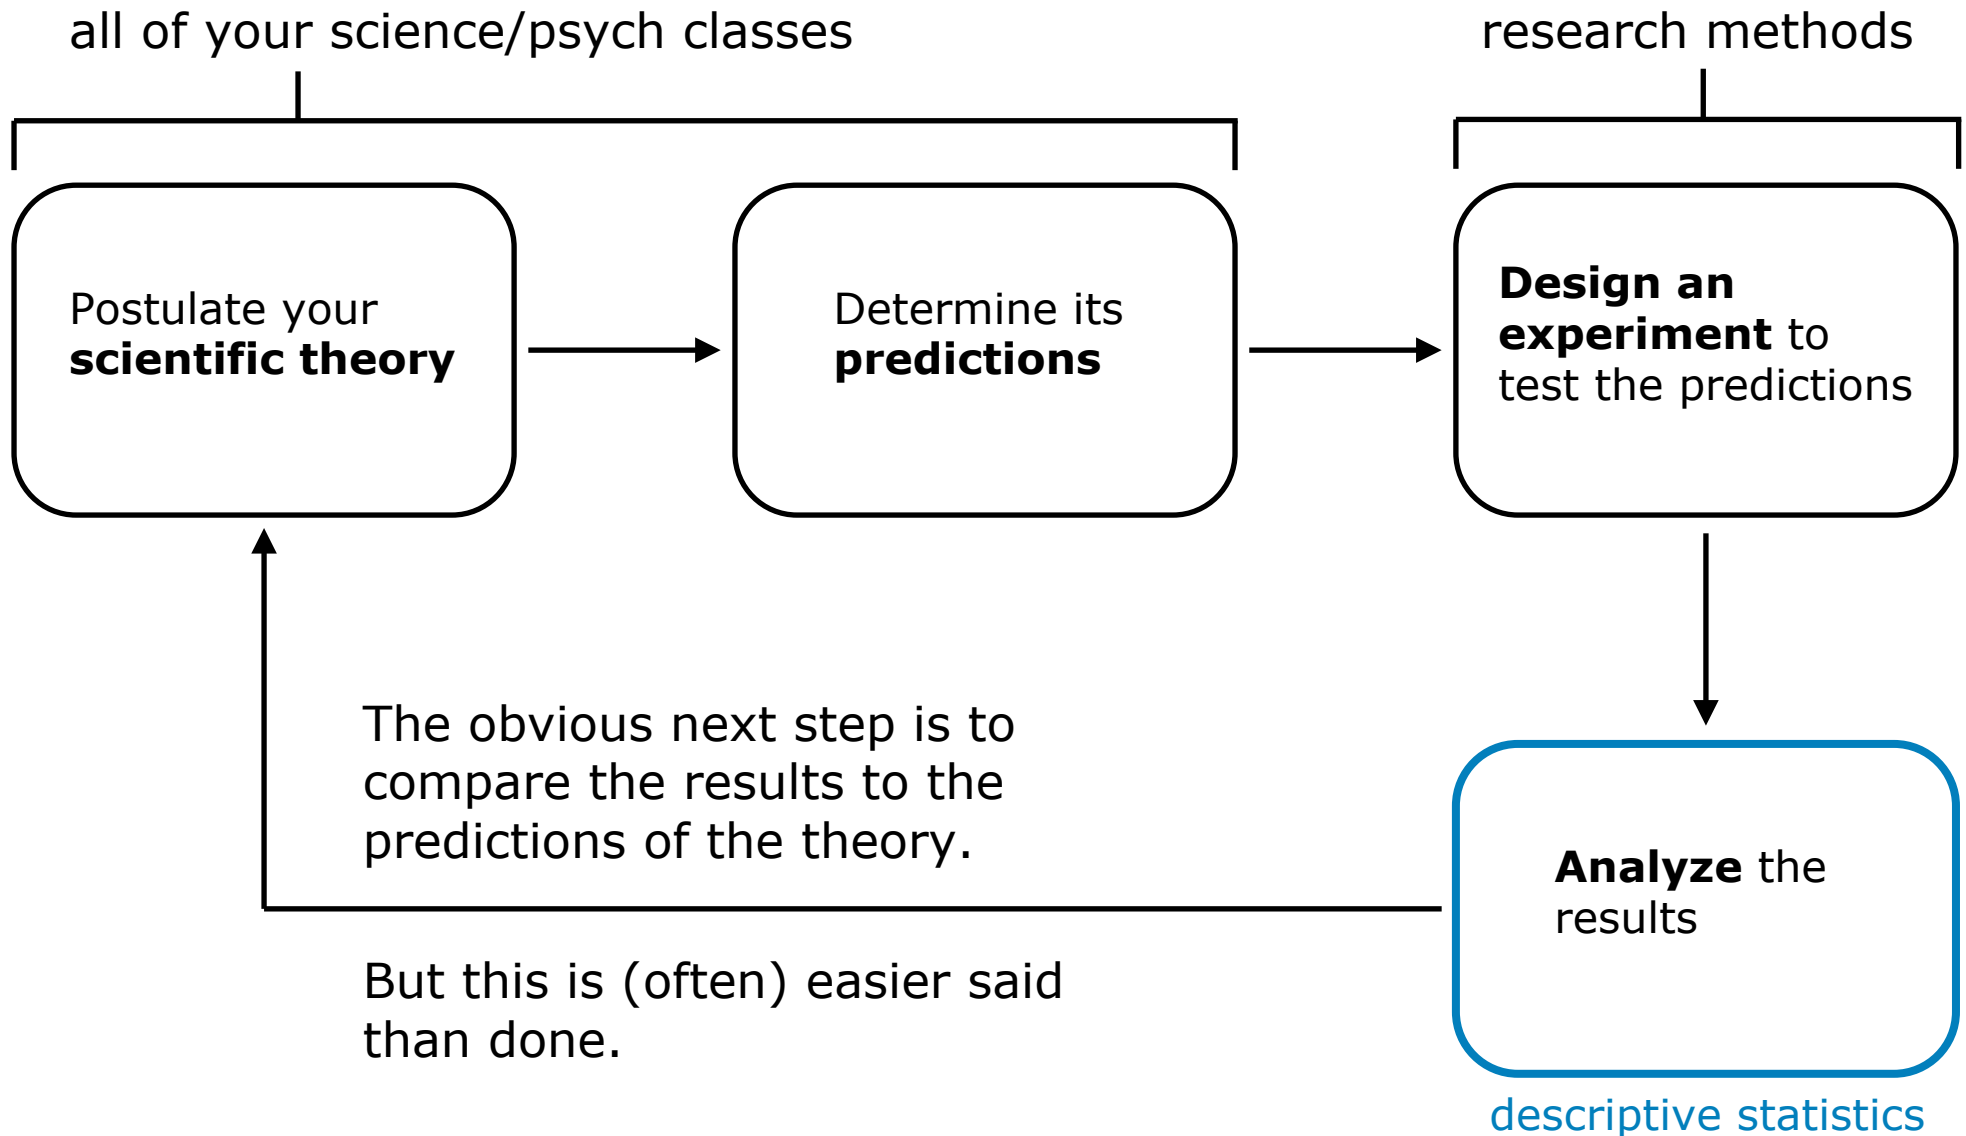 all of your science/psych classes
research methods
Postulate your
scientific theory
Determine its
predictions
Design an
experiment to
test the predictions
The obvious next step is to
compare the results to the
predictions of the theory.
But this is (often) easier said
than done.
Analyze the
results
descriptive statistics